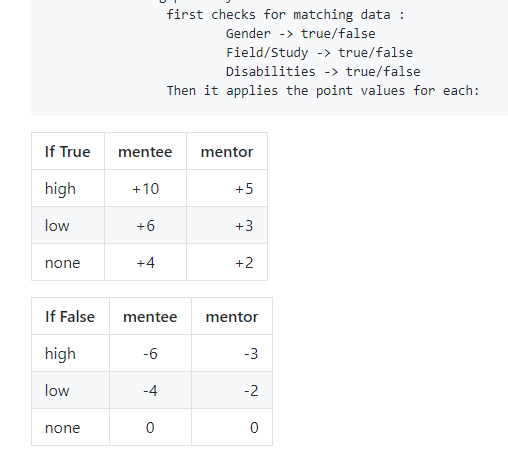 first checks for matching data :
Gender -> true/false
Field/Study -> true/false
Disabilities -> true/false
Then it applies the point values for each:
If True mentee mentor
high +10 +5
low +6 +3
none +4 +2
If False mentee mentor
high -6 -3
low -4 -2
none 0 0